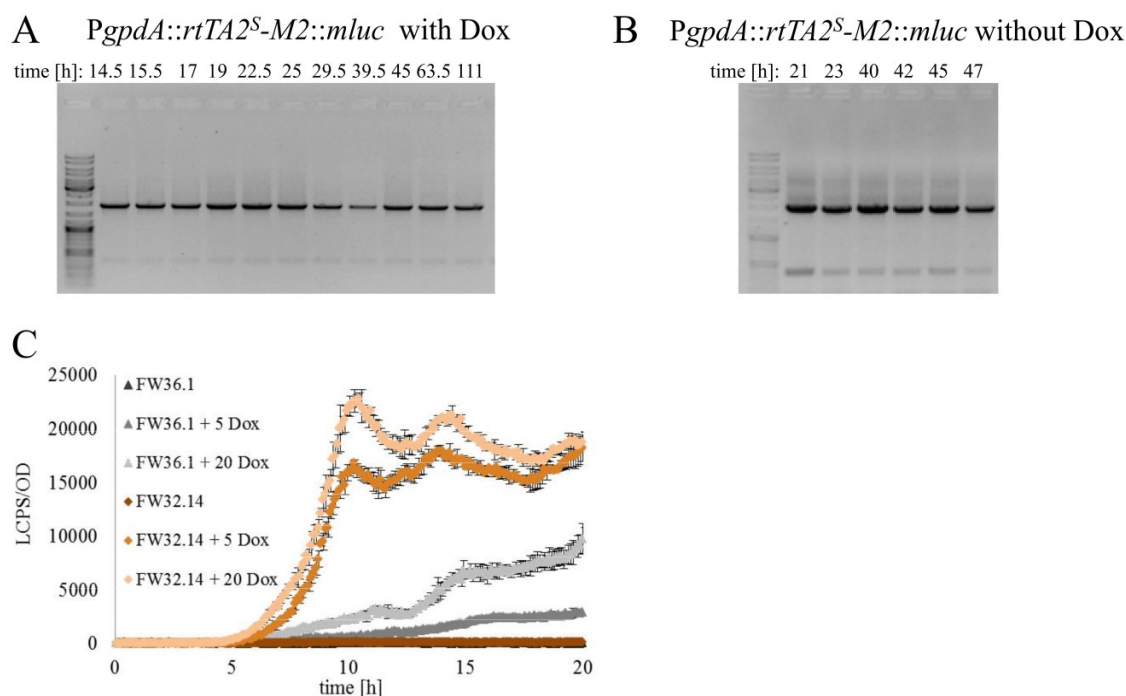 A PgpdA::rtTA2S-M2::mluc with Dox
time [h]: 14.5 15.5 17 19 22.5 25 29.5 39.5 45 63.5 111
B PgpdA::rtTA2S-M2::mluc without Dox
time [h]: 21 23 40 42 45 47
C
25000
20000
15000
10000
5000
0
LCPS/OD
FW36.1
FW36.1 + 5 Dox
FW36.1 + 20 Dox
FW32.14
FW32.14 + 5 Dox
FW32.14 + 20 Dox
0 5 10 15 20
time [h]